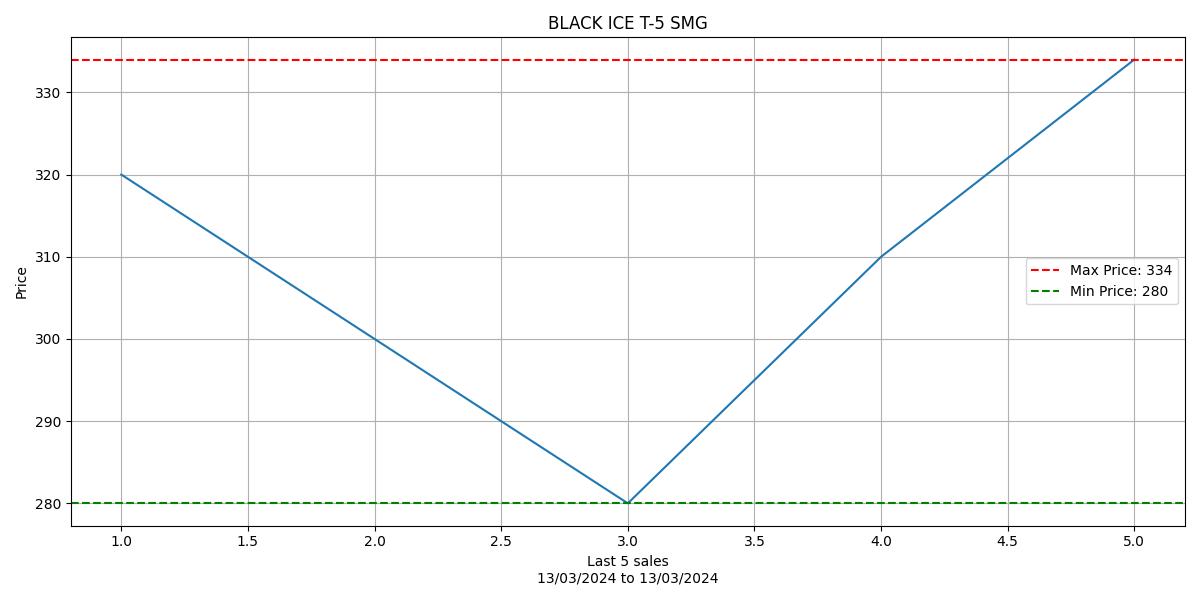 BLACK ICE T-5 SMG
Price
330
320
310
300
290
280
Max Price: 334
Min Price: 280
1.0 1.5 2.0 2.5 3.0 3.5 4.0 4.5 5.0
Last 5 sales
13/03/2024 to 13/03/2024